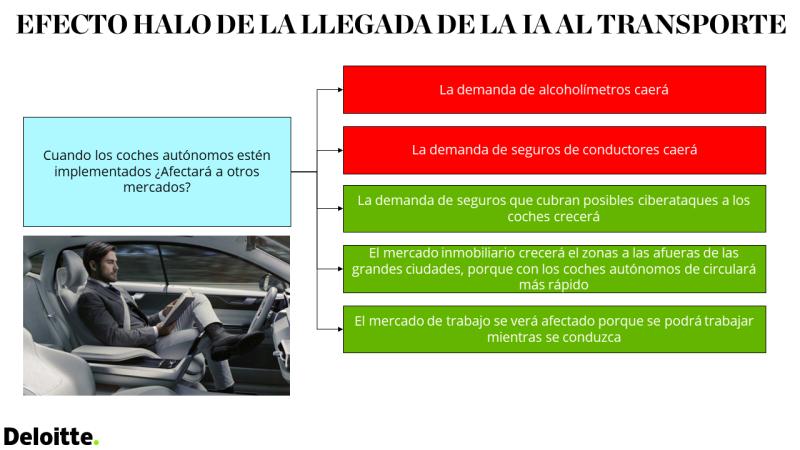 EFECTO HALO DE LA LLEGADA DE LA IA AL TRANSPORTE
Cuando los coches autónomos estén
implementados ¿Afectará a otros
mercados?
La demanda de alcoholímetros caerá
La demanda de seguros de conductores caerá
La demanda de seguros que cubran posibles ciberataques a los
coches crecerá
El mercado inmobiliario crecerá el zonas a las afueras de las
grandes ciudades, porque con los coches autónomos de circulará
más rápido
El mercado de trabajo se verá afectado porque se podrá trabajar
mientras se conduzca
Deloitte.